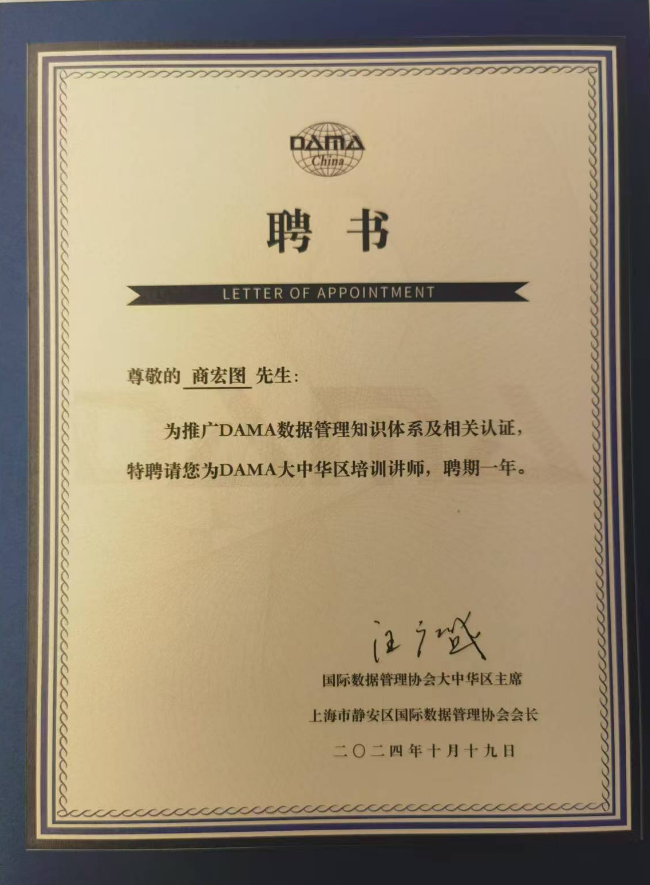 DAMA
China
聘书
LETTER OF APPOINTMENT
尊敬的 商宏图 先生:
为推广DAMA数据管理知识体系及相关认证,
特聘请您为DAMA大中华区培训讲师,聘期一年。
汪广盛
国际数据管理协会大中华区主席
上海市静安区国际数据管理协会会长
二〇二四年十月十九日